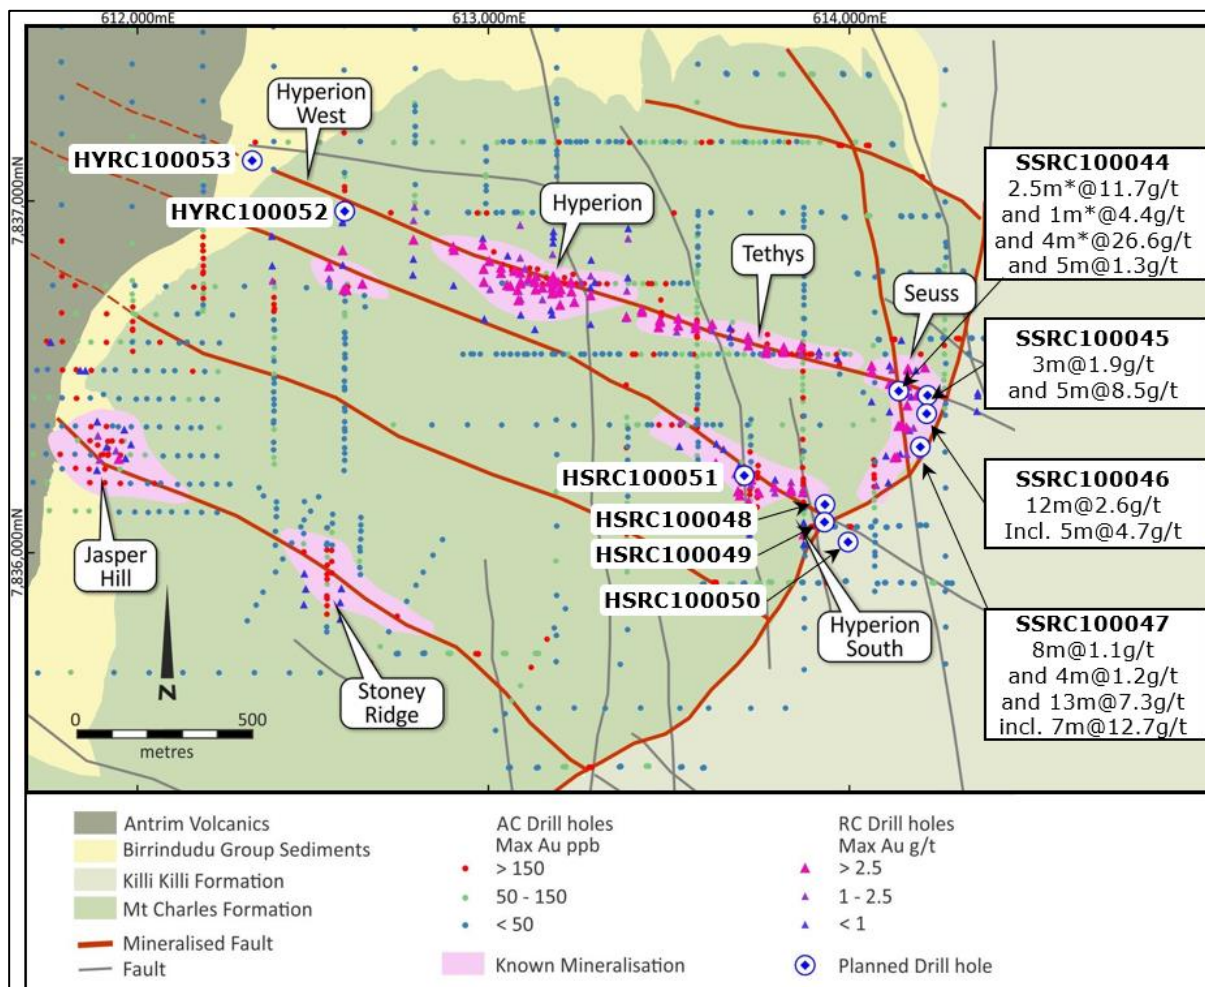 612,000mE
613,000mE
614,000mE
7,837,000mN
7,836,000mN
Hyperion
West
HYRC100053
HYRC100052
Hyperion
Tethys
Seuss
SSRC100044
2.5m*@11.7g/t
and 1m*@4.4g/t
and 4m*@26.6g/t
and 5m@1.3g/t
SSRC100045
3m@1.9g/t
and 5m@8.5g/t
SSRC100046
12m@2.6g/t
Incl. 5m@4.7g/t
SSRC100047
8m@1.1g/t
and 4m@1.2g/t
and 13m@7.3g/t
incl. 7m@12.7g/t
HSRC100051
HSRC100048
HSRC100049
HSRC100050
Hyperion
South
Jasper
Hill
Stoney
Ridge
N
0 500
metres
Antrim Volcanics
Birrindudu Group Sediments
Killi Killi Formation
Mt Charles Formation
Mineralised Fault
Fault
AC Drill holes
Max Au ppb
> 150
50 - 150
< 50
Known Mineralisation
RC Drill holes
Max Au g/t
> 2.5
1 - 2.5
< 1
Planned Drill hole